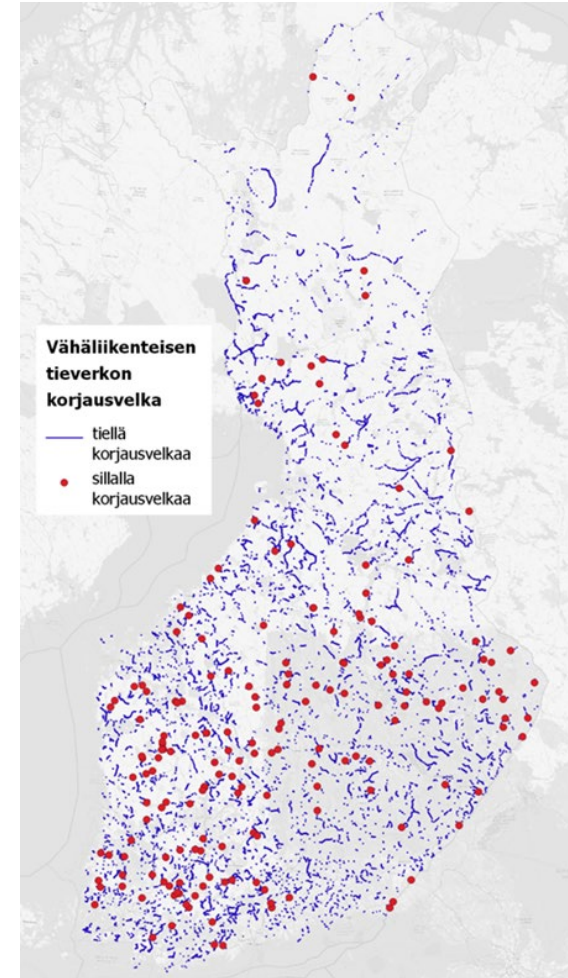 Vähäliikenteisen
tieverkon
korjausvelka
tiellä
korjausvelkaa
sillalla
korjausvelkaa